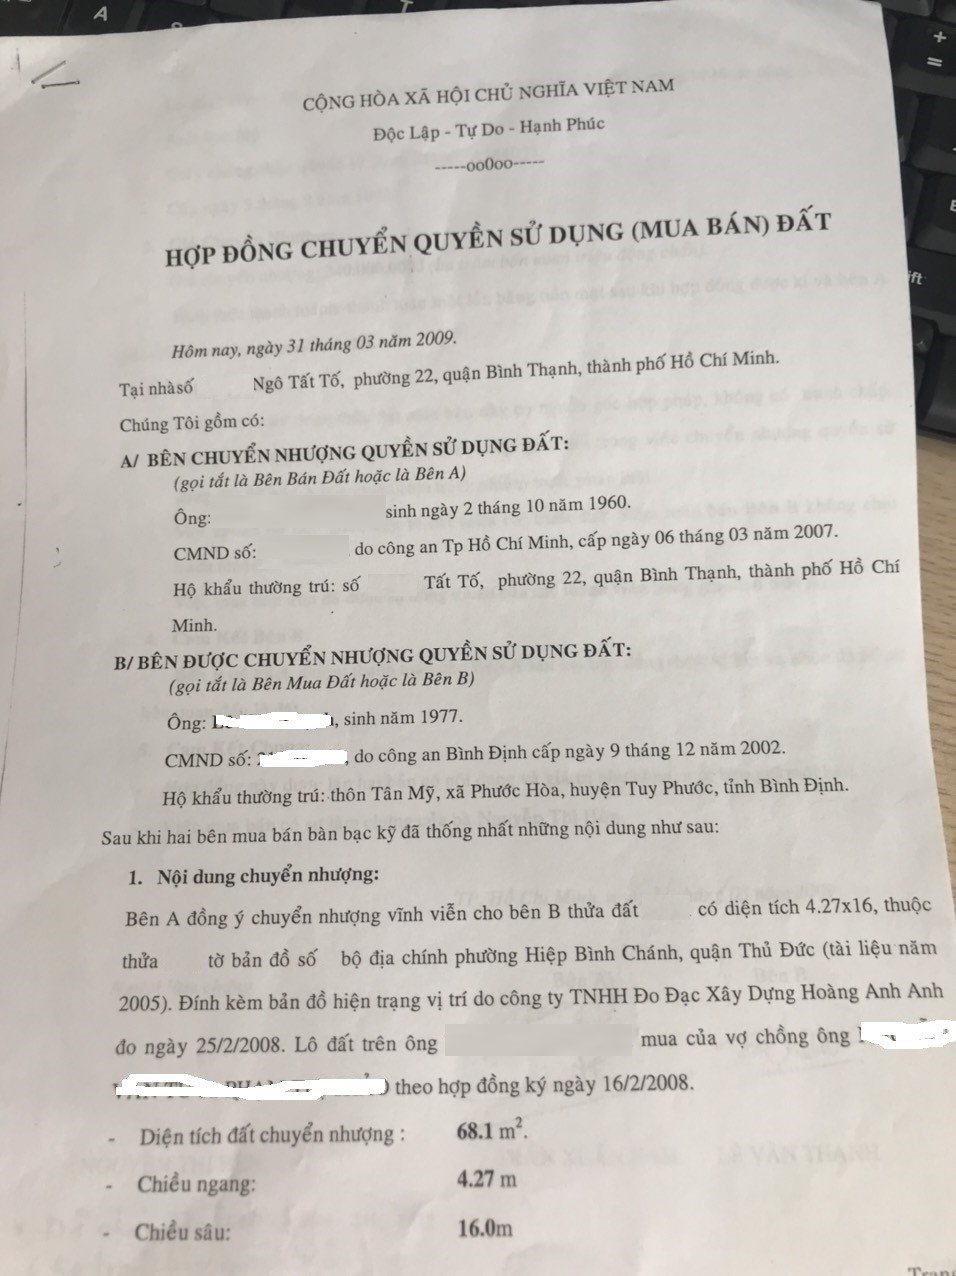 CỘNG HÒA XÃ HỘI CHỦ NGHĨA VIỆT NAM
Độc Lập - Tự Do - Hạnh Phúc
-----oo0oo-----
HỢP ĐỒNG CHUYỂN QUYỀN SỬ DỤNG (MUA BÁN) ĐẤT
Hôm nay, ngày 31 tháng 03 năm 2009.
Tại nhàsố Ngô Tất Tố, phường 22, quận Bình Thạnh, thành phố Hồ Chí Minh.
Chúng Tôi gồm có:
A/ BÊN CHUYỂN NHƯỢNG QUYỀN SỬ DỤNG ĐẤT:
(gọi tắt là Bên Bán Đất hoặc là Bên A)
Ông: sinh ngày 2 tháng 10 năm 1960.
CMND số: do công an Tp Hồ Chí Minh, cấp ngày 06 tháng 03 năm 2007.
Hộ khẩu thường trú: số Tất Tố, phường 22, quận Bình Thạnh, thành phố Hồ Chí
Minh.
B/ BÊN ĐƯỢC CHUYỂN NHƯỢNG QUYỀN SỬ DỤNG ĐẤT:
(gọi tắt là Bên Mua Đất hoặc là Bên B)
Ông: , sinh năm 1977.
CMND số: , do công an Bình Định cấp ngày 9 tháng 12 năm 2002.
Hộ khẩu thường trú: thôn Tân Mỹ, xã Phước Hòa, huyện Tuy Phước, tỉnh Bình Định.
Sau khi hai bên mua bán bàn bạc kỹ đã thống nhất những nội dung như sau:
1. Nội dung chuyển nhượng:
Bên A đồng ý chuyển nhượng vĩnh viễn cho bên B thửa đất có diện tích 4.27x16, thuộc
thửa tờ bản đồ số bộ địa chính phường Hiệp Bình Chánh, quận Thủ Đức (tài liệu năm
2005). Đính kèm bản đồ hiện trạng vị trí do công ty TNHH Đo Đạc Xây Dựng Hoàng Anh Anh
đo ngày 25/2/2008. Lô đất trên ông mua của vợ chồng ông
theo hợp đồng ký ngày 16/2/2008.
- Diện tích đất chuyển nhượng : 68.1 m².
- Chiều ngang: 4.27 m
- Chiều sâu: 16.0m